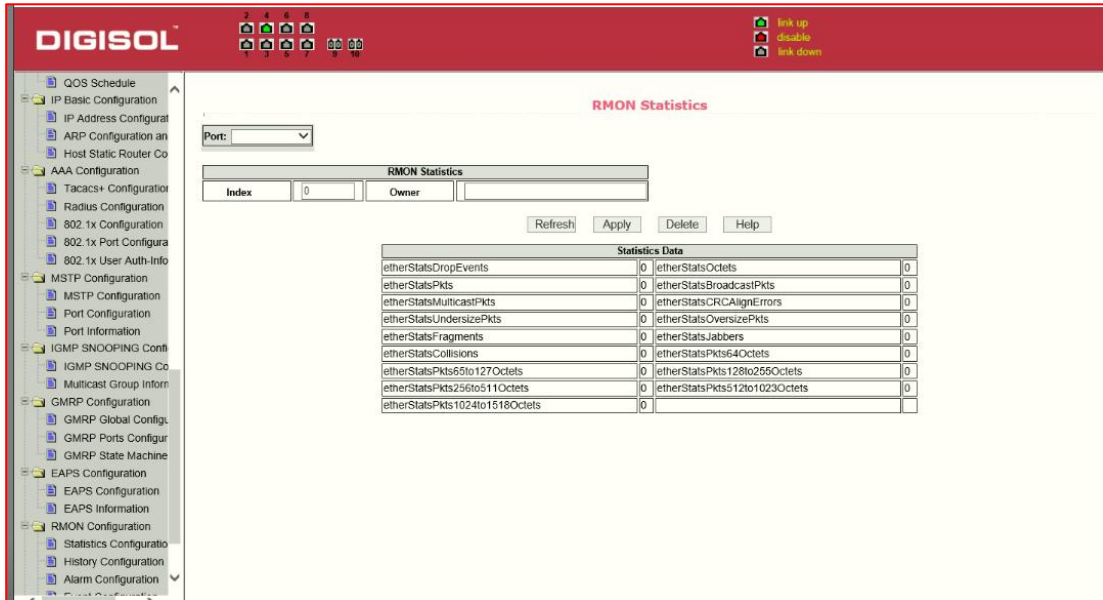 DIGISOL™
2 4 6 8
1 3 5 7 9 10
link up
disable
link down
QOS Schedule
IP Basic Configuration
IP Address Configurat
ARP Configuration an
Host Static Router Co
AAA Configuration
Tacacs+ Configuration
Radius Configuration
802.1x Configuration
802.1x Port Configura
802.1x User Auth-Info
MSTP Configuration
MSTP Configuration
Port Configuration
Port Information
IGMP SNOOPING Confi
IGMP SNOOPING Co
Multicast Group Inform
GMRP Configuration
GMRP Global Configu
GMRP Ports Configur
GMRP State Machine
EAPS Configuration
EAPS Configuration
EAPS Information
RMON Configuration
Statistics Configuratio
History Configuration
Alarm Configuration
Event Configuration
RMON Statistics
Port:
RMON Statistics
Index 0 Owner
Refresh Apply Delete Help
Statistics Data
etherStatsDropEvents 0 etherStatsOctets 0
etherStatsPkts 0 etherStatsBroadcastPkts 0
etherStatsMulticastPkts 0 etherStatsCRCAlignErrors 0
etherStatsUndersizePkts 0 etherStatsOversizePkts 0
etherStatsFragments 0 etherStatsJabbers 0
etherStatsCollisions 0 etherStatsPkts64Octets 0
etherStatsPkts65to127Octets 0 etherStatsPkts128to255Octets 0
etherStatsPkts256to511Octets 0 etherStatsPkts512to1023Octets 0
etherStatsPkts1024to1518Octets 0